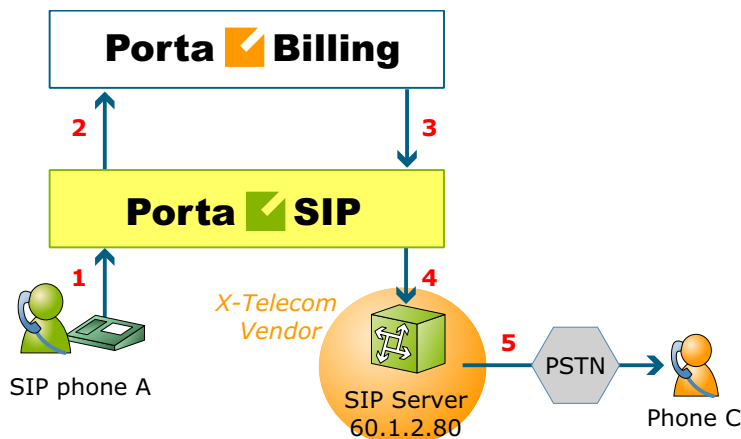 Porta Billing
2
3
Porta SIP
1
4
X-Telecom
Vendor
5
PSTN
SIP phone A
SIP Server
60.1.2.80
Phone C